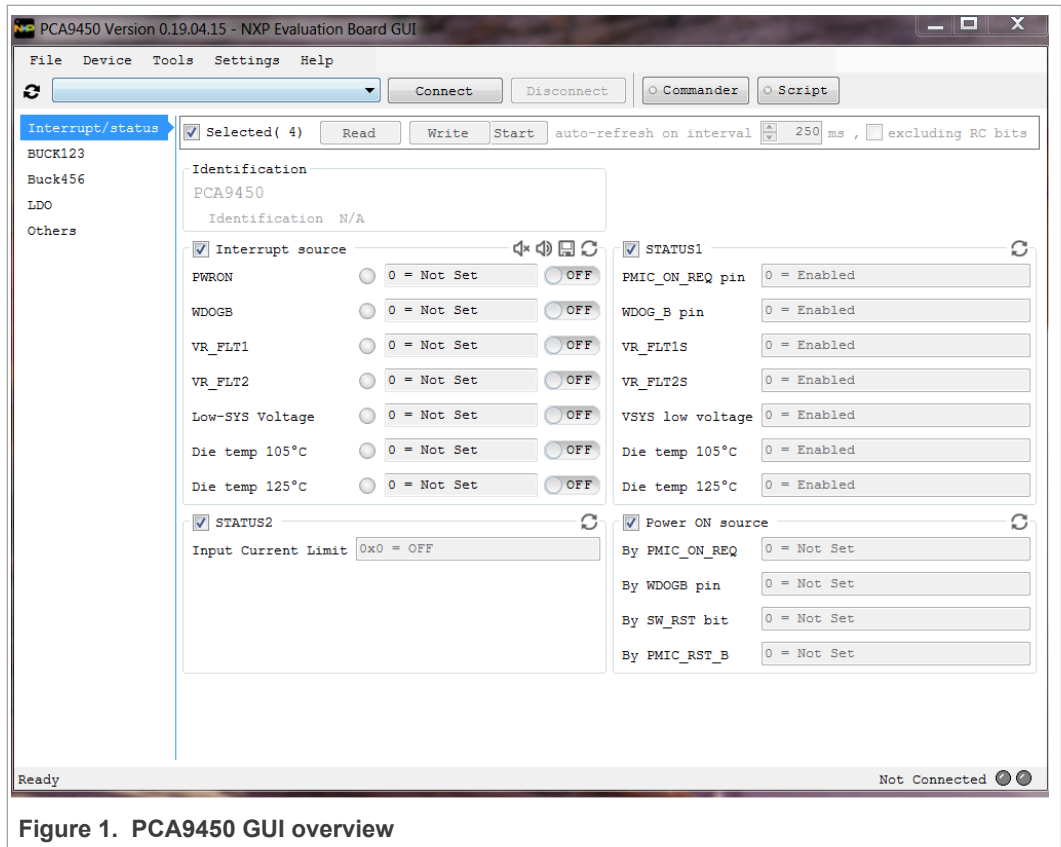 PCA9450 Version 0.19.04.15 - NXP Evaluation Board GUI
File Device Tools Settings Help
Connect Disconnect Commander Script
Interrupt/status
BUCK123
Buck456
LDO
Others
Selected( 4) Read Write Start auto-refresh on interval 250 ms , excluding RC bits
Identification
PCA9450
Identification N/A
Interrupt source
PWRON 0 = Not Set OFF
WDOGB 0 = Not Set OFF
VR_FLT1 0 = Not Set OFF
VR_FLT2 0 = Not Set OFF
Low-SYS Voltage 0 = Not Set OFF
Die temp 105°C 0 = Not Set OFF
Die temp 125°C 0 = Not Set OFF
STATUS1
PMIC_ON_REQ pin 0 = Enabled
WDOG_B pin 0 = Enabled
VR_FLT1S 0 = Enabled
VR_FLT2S 0 = Enabled
VSYS low voltage 0 = Enabled
Die temp 105°C 0 = Enabled
Die temp 125°C 0 = Enabled
STATUS2
Input Current Limit 0x0 = OFF
Power ON source
By PMIC_ON_REQ 0 = Not Set
By WDOGB pin 0 = Not Set
By SW_RST bit 0 = Not Set
By PMIC_RST_B 0 = Not Set
Ready Not Connected
Figure 1. PCA9450 GUI overview